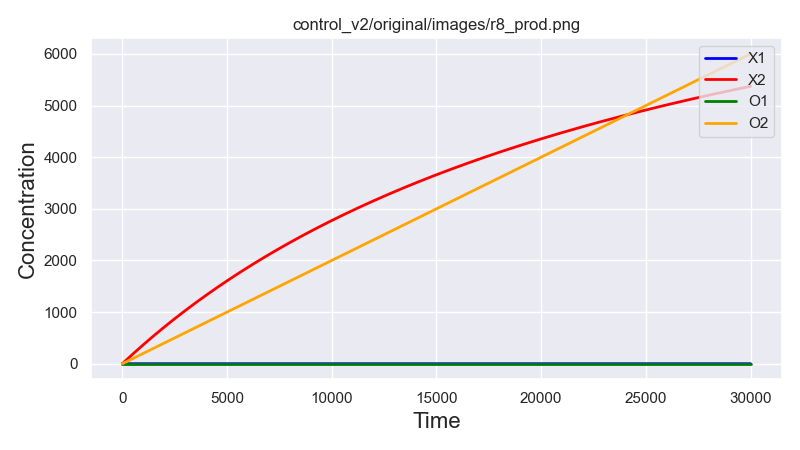 control_v2/original/images/r8_prod.png
Concentration
6000
5000
4000
3000
2000
1000
0
X1
X2
O1
O2
0 5000 10000 15000 20000 25000 30000
Time